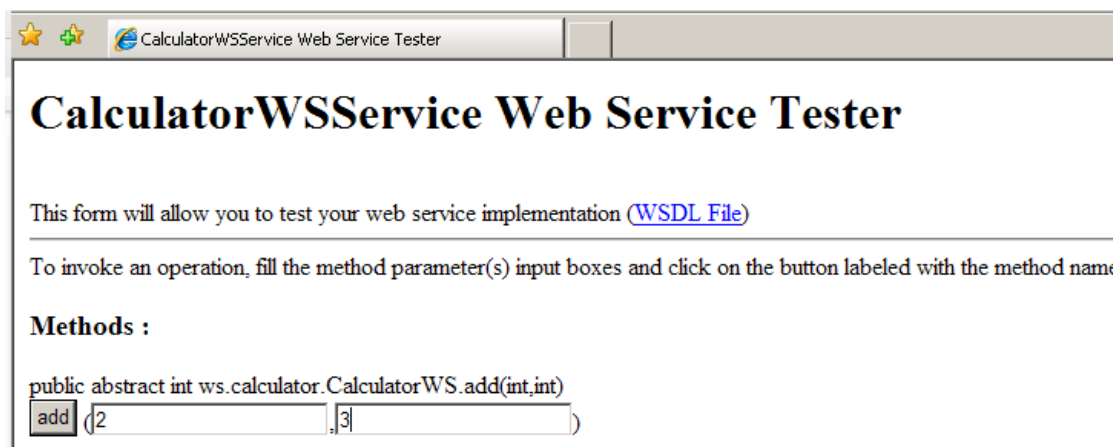 CalculatorWSService Web Service Tester
CalculatorWSService Web Service Tester
This form will allow you to test your web service implementation (WSDL File)
To invoke an operation, fill the method parameter(s) input boxes and click on the button labeled with the method name
Methods :
public abstract int ws.calculator.CalculatorWS.add(int,int)
add (2 ,3 )